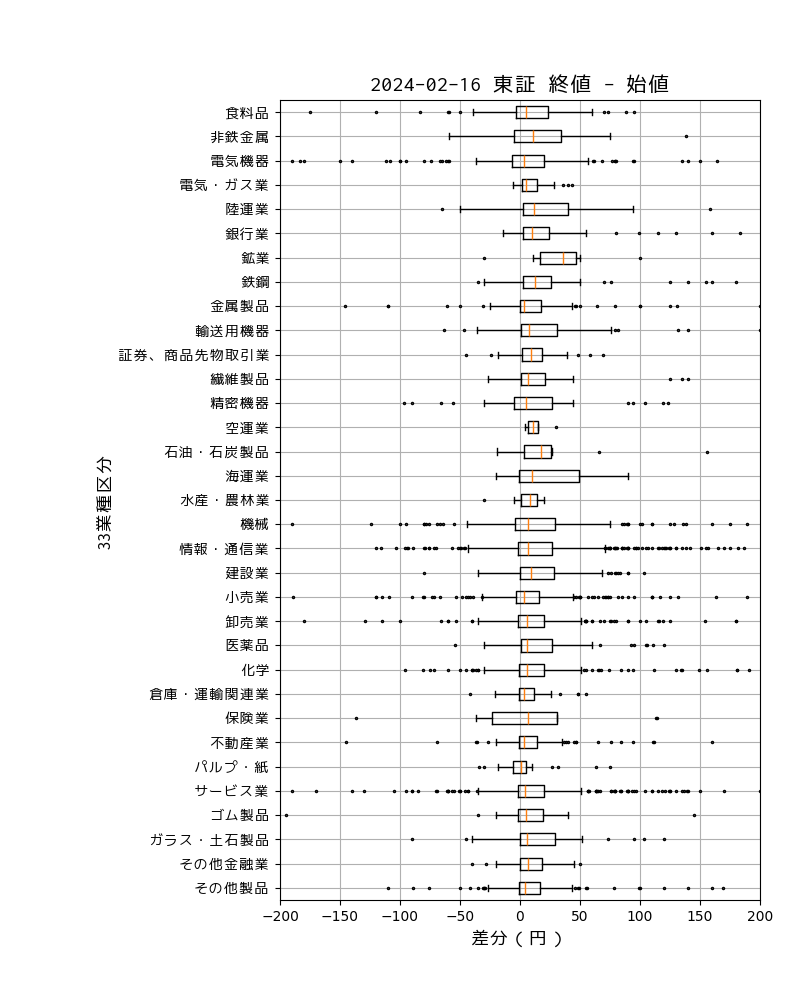 2024-02-16 東証 終値 - 始値
食料品
非鉄金属
電気機器
電気・ガス業
陸運業
銀行業
鉱業
鉄鋼
金属製品
輸送用機器
証券、商品先物取引業
繊維製品
精密機器
空運業
石油・石炭製品
海運業
水産・農林業
機械
情報・通信業
建設業
小売業
卸売業
医薬品
化学
倉庫・運輸関連業
保険業
不動産業
パルプ・紙
サービス業
ゴム製品
ガラス・土石製品
その他金融業
その他製品
33業種区分
−200 −150 −100 −50 0 50 100 150 200
差分(円)